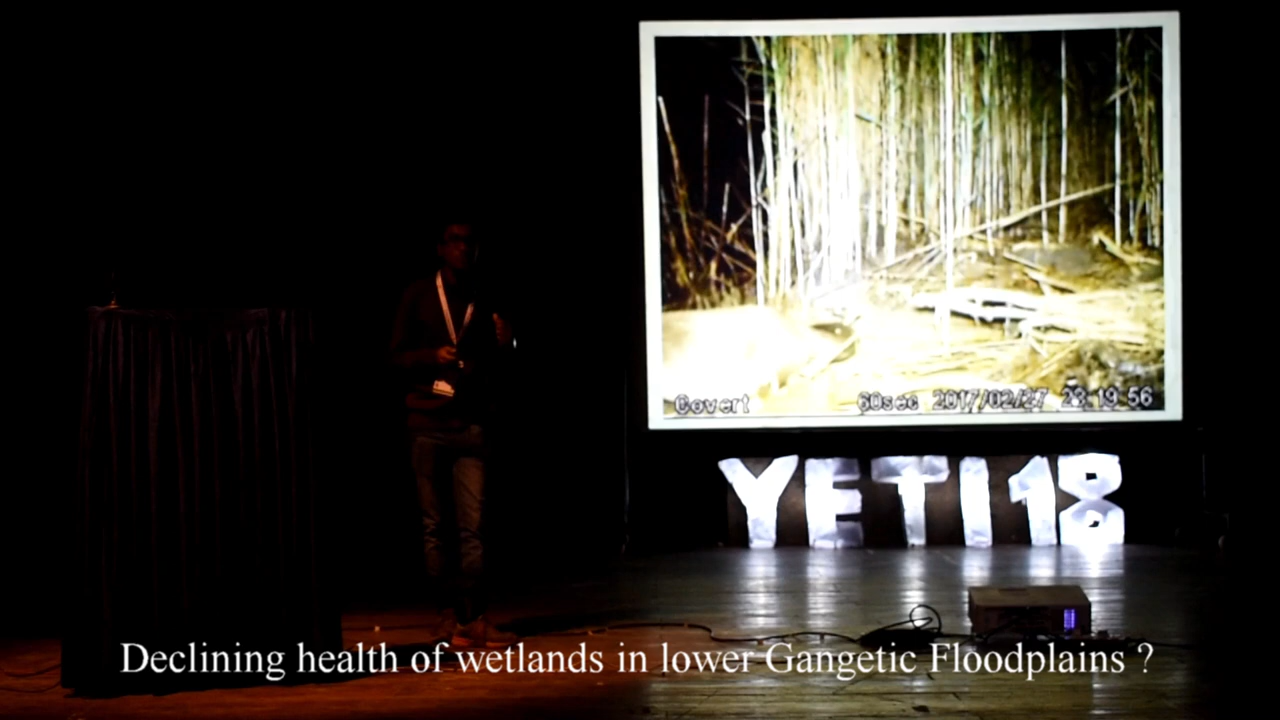 Covert 60sec 2017/02/27 23:19:56
YETI18
Declining health of wetlands in lower Gangetic Floodplains ?